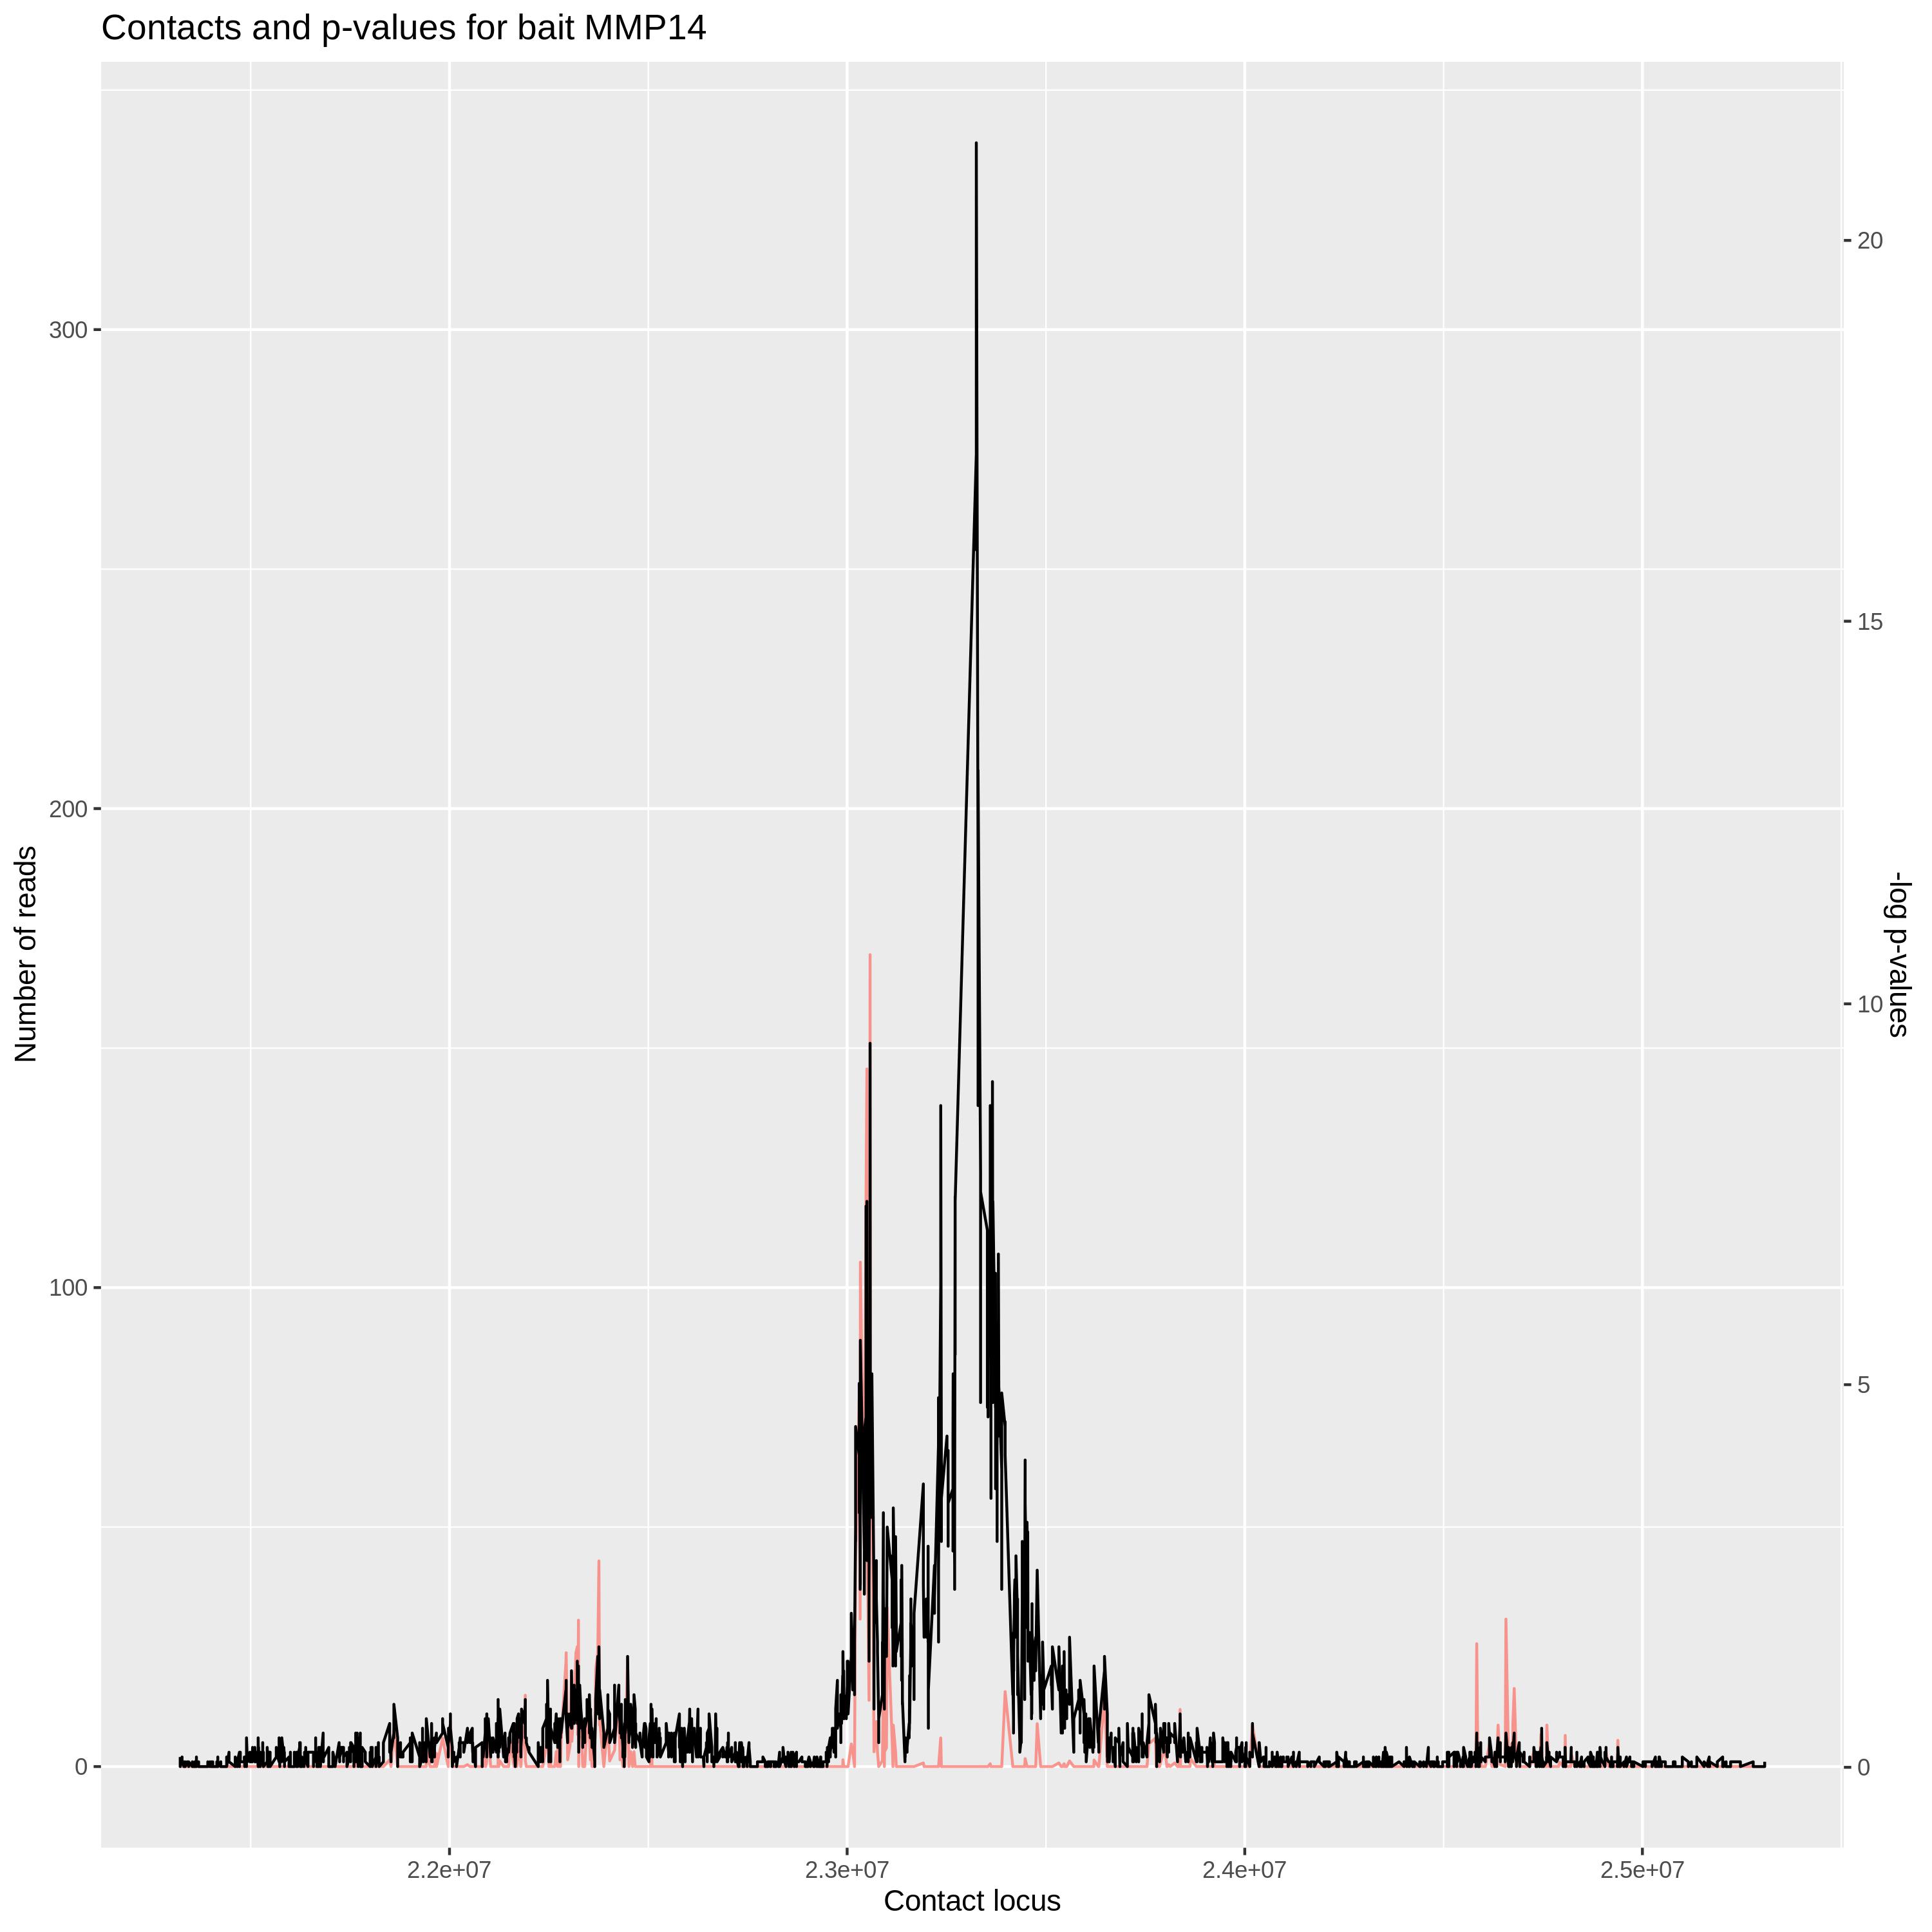 Contacts and p-values for bait MMP14
Number of reads
300
200
100
0
20
15
10
5
0
-log p-values
2.2e+07
2.3e+07
2.4e+07
2.5e+07
Contact locus